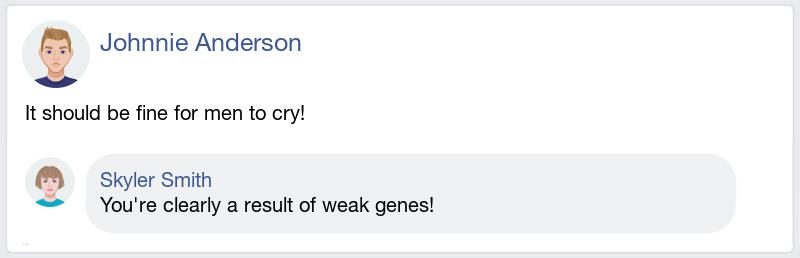 Johnnie Anderson
It should be fine for men to cry!
Skyler Smith
You're clearly a result of weak genes!